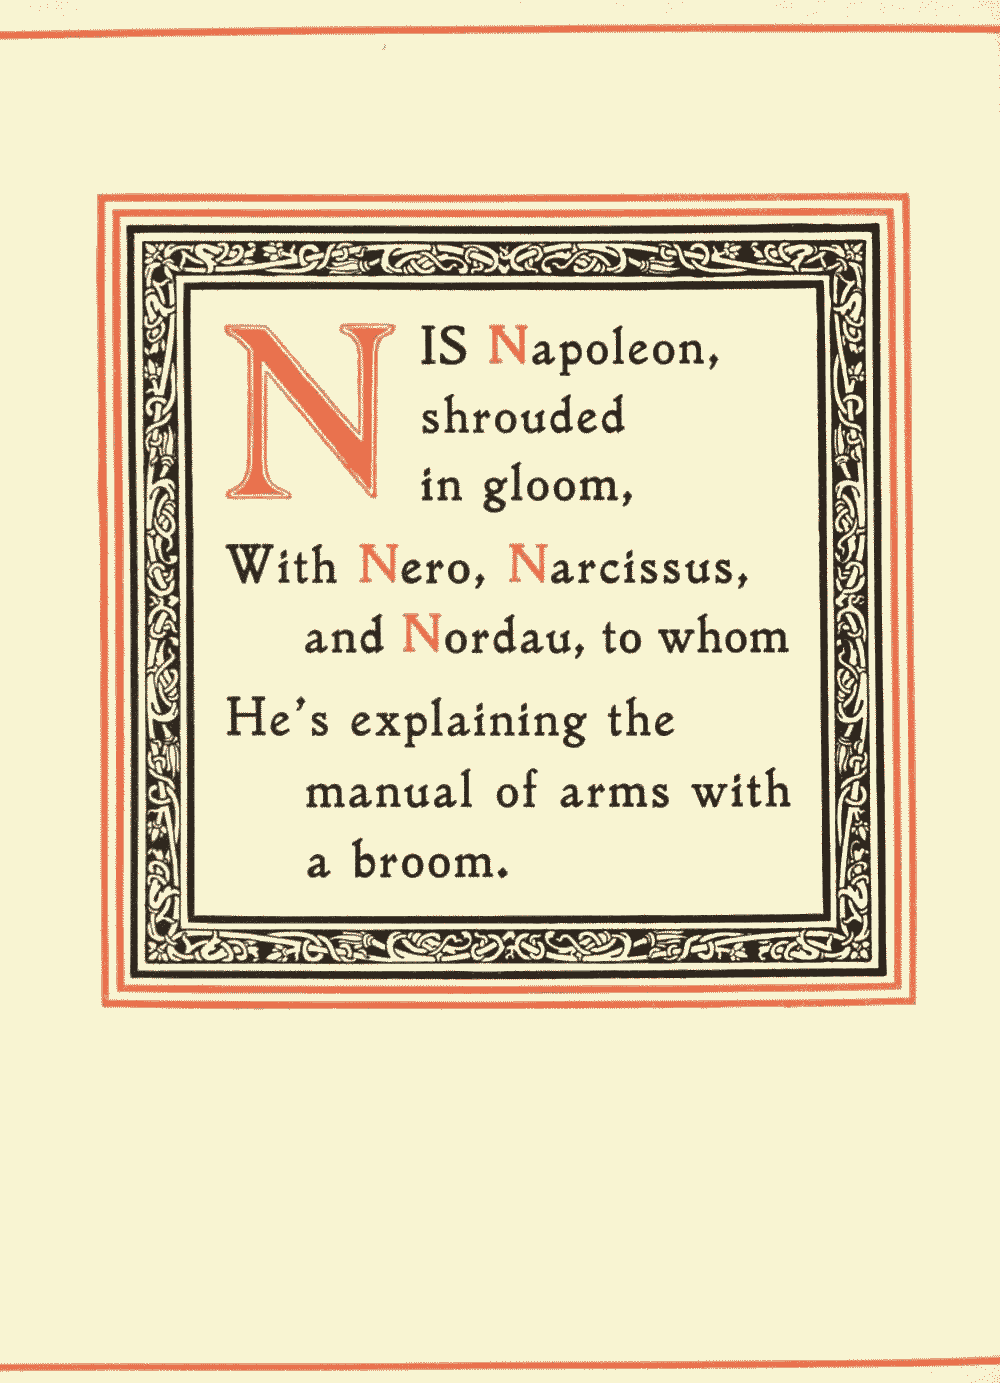 N IS Napoleon,
shrouded
in gloom,
With Nero, Narcissus,
and Nordau, to whom
He's explaining the
manual of arms with
a broom.